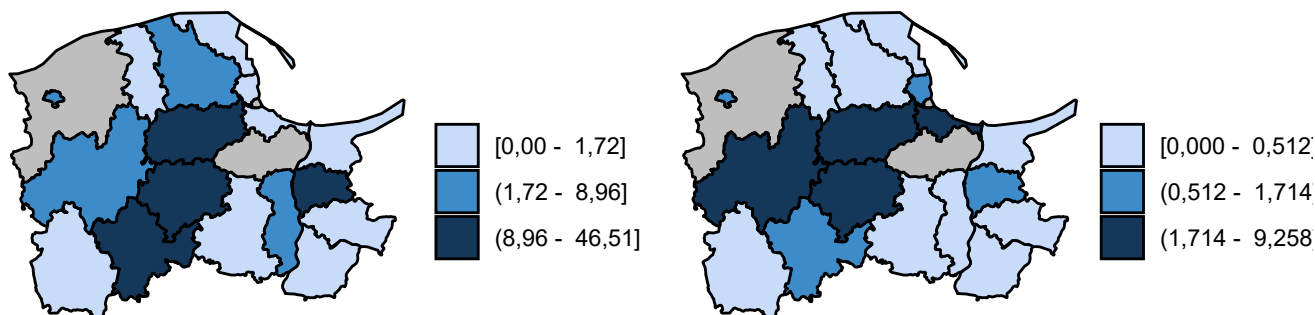 [0,00 - 1,72]
(1,72 - 8,96]
(8,96 - 46,51]
[0,000 - 0,512]
(0,512 - 1,714]
(1,714 - 9,258]